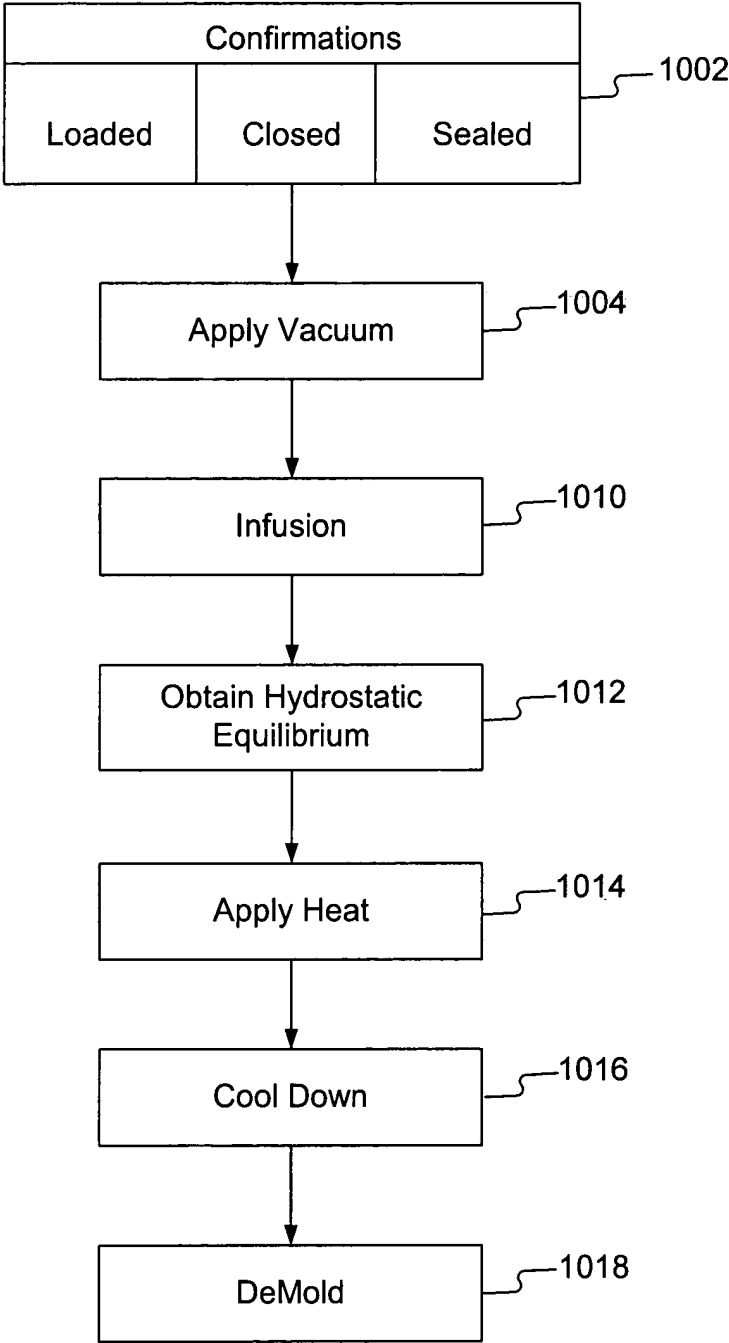 Confirmations
1002
Loaded
Closed
Sealed
1004
Apply Vacuum
1010
Infusion
1012
Obtain Hydrostatic
Equilibrium
1014
Apply Heat
1016
Cool Down
1018
DeMold